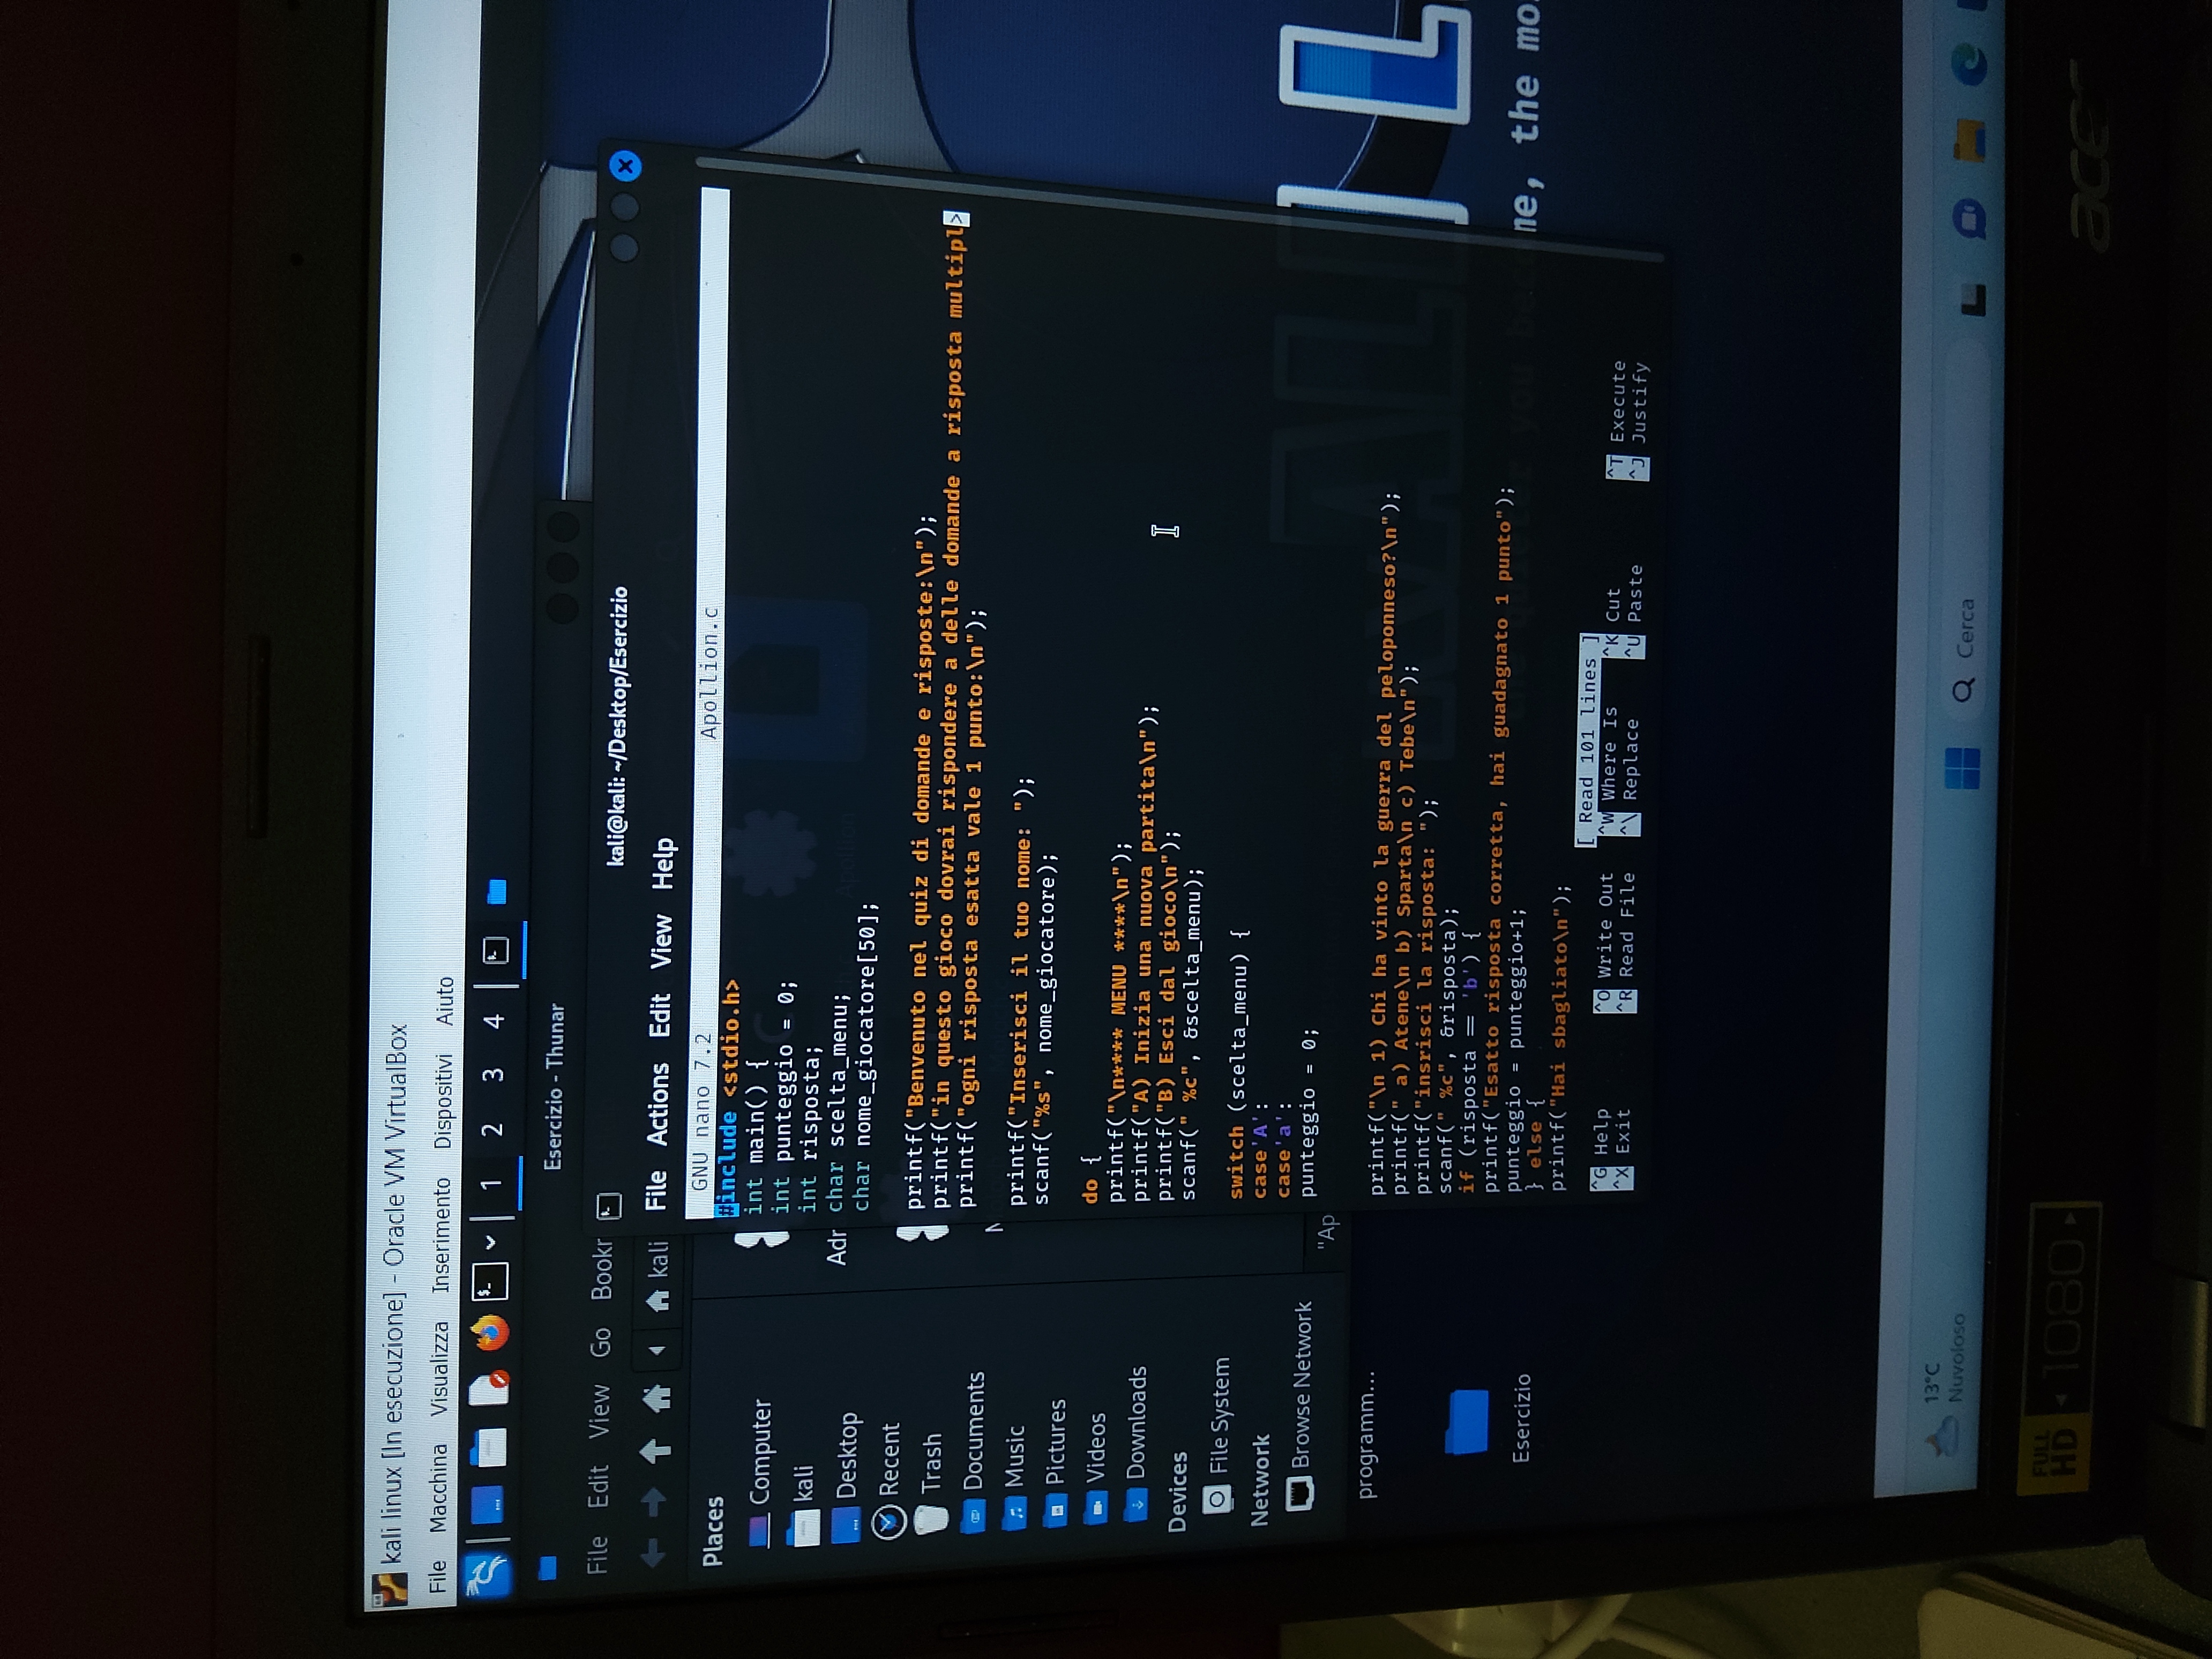 kali linux [In esecuzione] - Oracle VM VirtualBox
File Macchina Visualizza Inserimento Dispositivi Aiuto
1 2 3 4
Esercizio - Thunar
File Edit View Go Bookr
kali
Places
Computer
kali
Desktop
Recent
Trash
Documents
Music
Pictures
Videos
Downloads
Devices
File System
Network
Browse Network
Adr
"Ap
programm...
Esercizio
kali@kali: ~/Desktop/Esercizio
File Actions Edit View Help
GNU nano 7.2 Apollion.c
#include <stdio.h>
int main() {
int punteggio = 0;
int risposta;
char scelta_menu;
char nome_giocatore[50];
printf("Benvenuto nel quiz di domande e risposte:\n");
printf("in questo gioco dovrai rispondere a delle domande a risposta multipl>
printf("ogni risposta esatta vale 1 punto:\n");
printf("Inserisci il tuo nome: ");
scanf("%s", nome_giocatore);
do {
printf("\n**** MENU ****\n");
printf("A) Inizia una nuova partita\n");
printf("B) Esci dal gioco\n");
scanf(" %c", &scelta_menu);
switch (scelta_menu) {
case'A':
case'a':
punteggio = 0;
printf("\n 1) Chi ha vinto la guerra del peloponneso?\n");
printf(" a) Atene\n b) Sparta\n c) Tebe\n");
printf("insrisci la risposta: ");
scanf(" %c", &risposta);
if (risposta == 'b') {
printf("Esatto risposta corretta, hai guadagnato 1 punto");
punteggio = punteggio+1;
} else {
printf("Hai sbagliato\n");
[ Read 101 lines ]
^G Help ^O Write Out ^W Where Is ^K Cut ^T Execute
^X Exit ^R Read File ^\ Replace ^U Paste ^J Justify
ne, the mo
13°C
Nuvoloso
Cerca
FULL HD 1080
acer